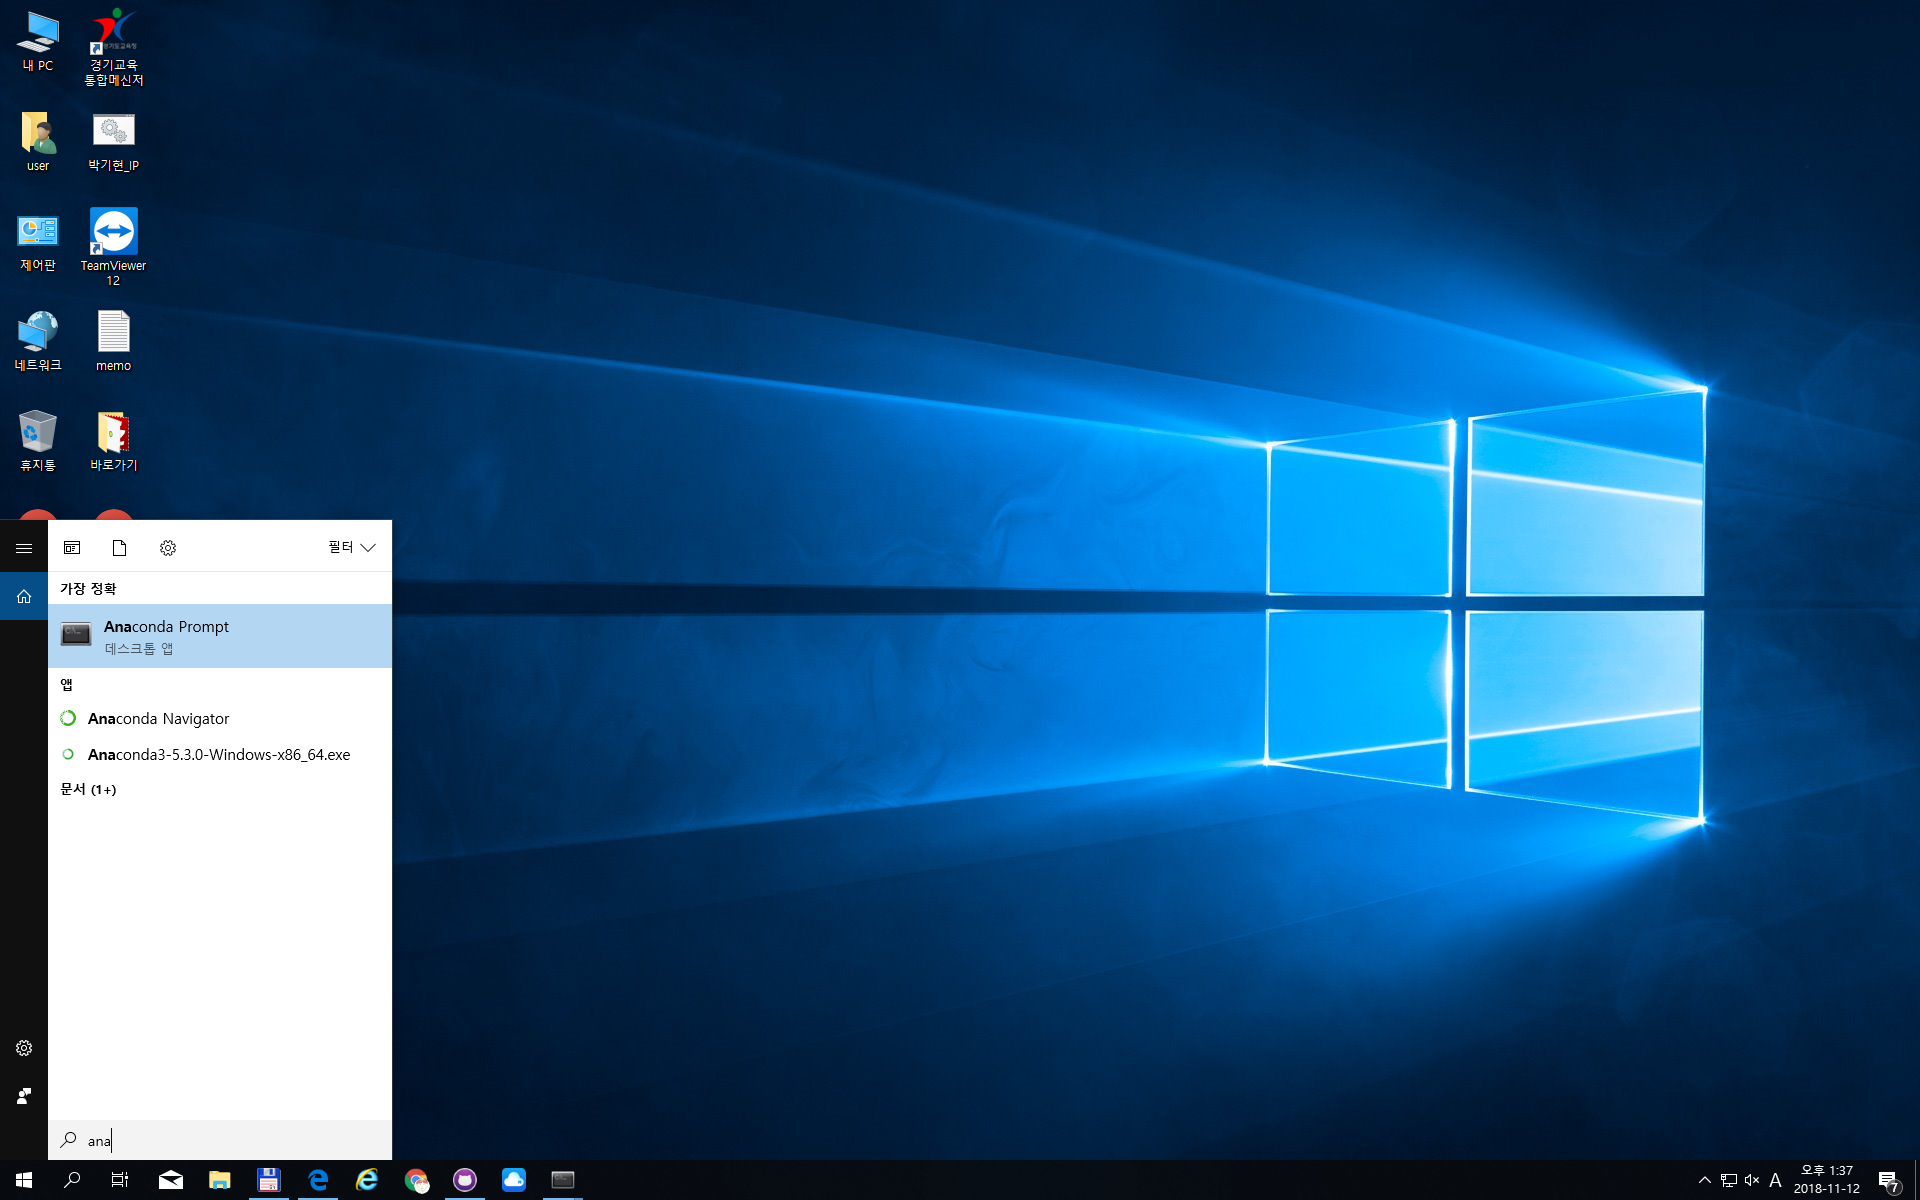 내 PC
경기교육
통합메신저
user
박기현_IP
제어판
TeamViewer
12
네트워크
memo
휴지통
바로가기
필터
가장 정확
Anaconda Prompt
데스크톱 앱
앱
Anaconda Navigator
Anaconda3-5.3.0-Windows-x86_64.exe
문서 (1+)
ana
A
오후 1:37
2018-11-12
7